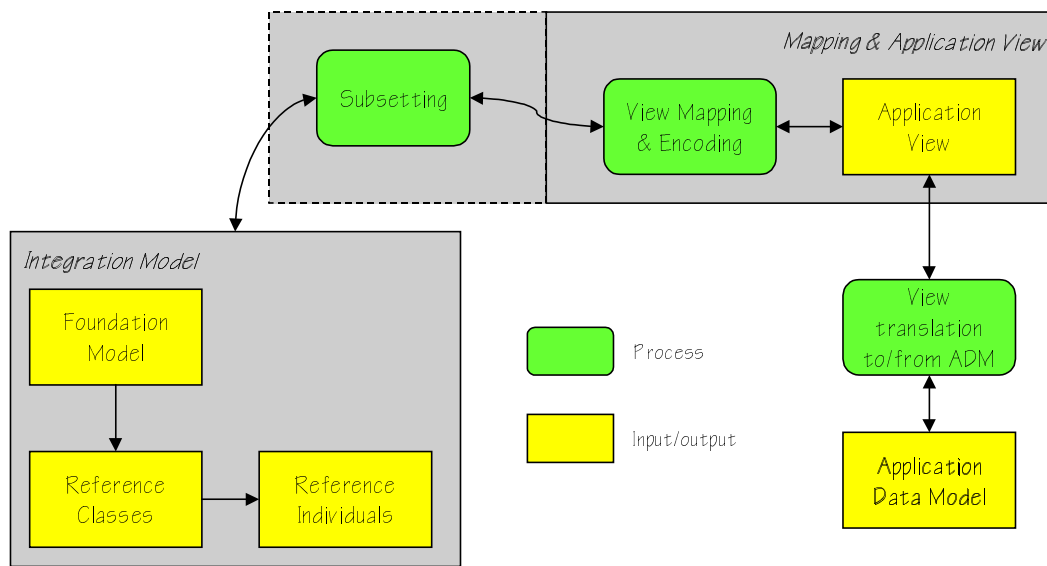 Mapping & Application View
Subsetting
View Mapping
& Encoding
Application
View
Integration Model
Foundation
Model
View
translation
to/from ADM
Process
Input/output
Reference
Classes
Reference
Individuals
Application
Data Model